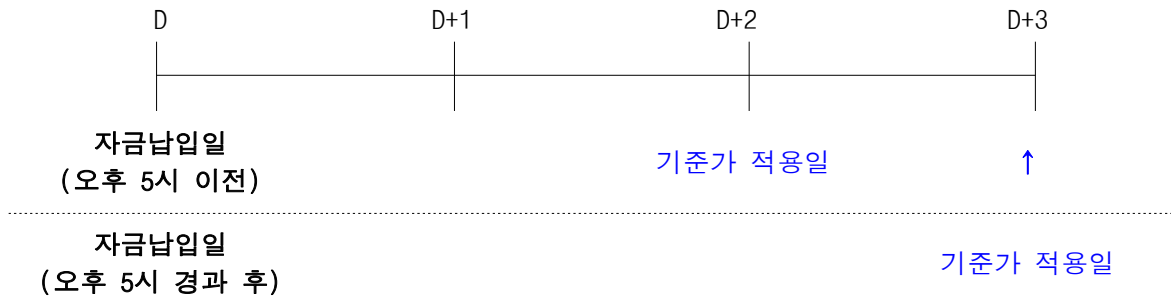 D D+1 D+2 D+3
자금납입일
(오후 5시 이전)
기준가 적용일 ↑
자금납입일
(오후 5시 경과 후)
기준가 적용일